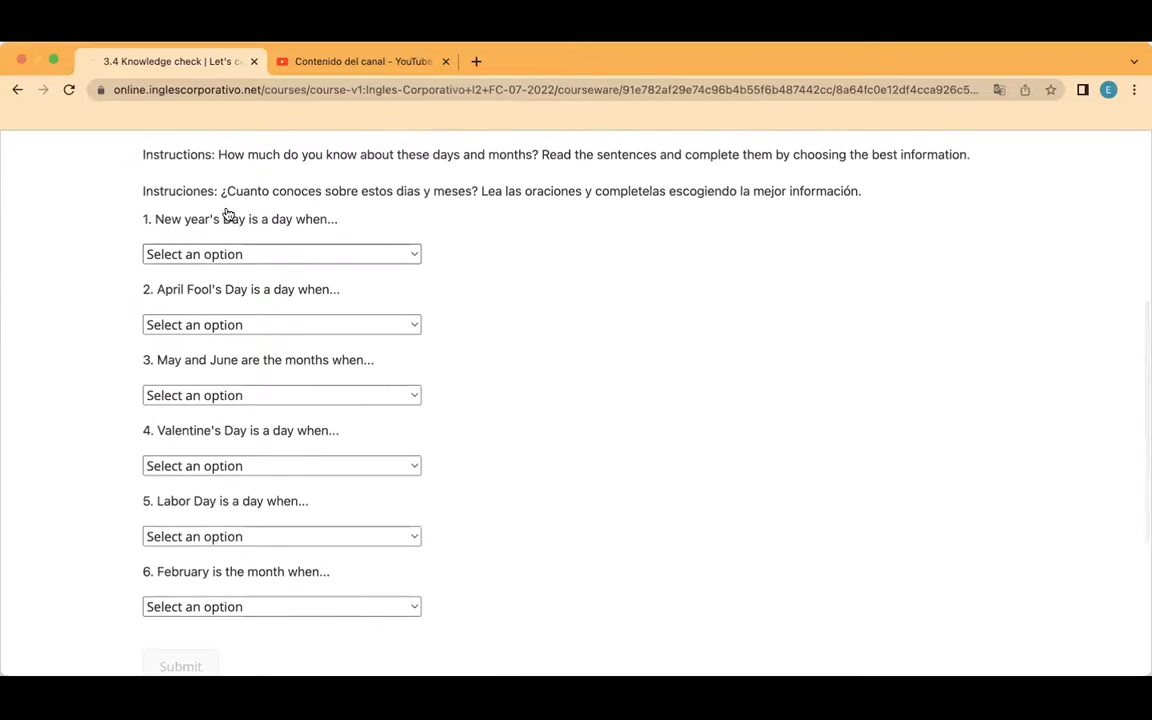 3.4 Knowledge check | Let's c
Contenido del canal - YouTube
online.inglescorporativo.net/courses/course-v1:Ingles-Corporativo+I2+FC-07-2022/courseware/91e782af29e74c96b4b55f6b487442cc/8a64fc0e12df4cca926c5...
E
Instructions: How much do you know about these days and months? Read the sentences and complete them by choosing the best information.
Instruciones: ¿Cuanto conoces sobre estos dias y meses? Lea las oraciones y completelas escogiendo la mejor información.
1. New year's Day is a day when...
Select an option
2. April Fool's Day is a day when...
Select an option
3. May and June are the months when...
Select an option
4. Valentine's Day is a day when...
Select an option
5. Labor Day is a day when...
Select an option
6. February is the month when...
Select an option
Submit